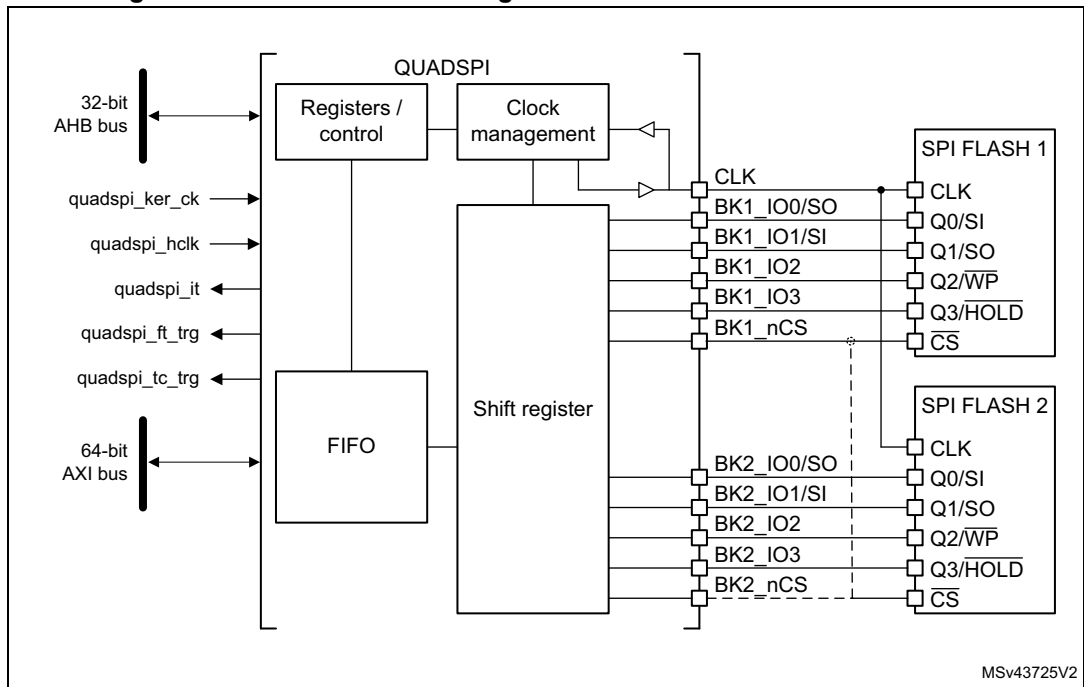 QUADSPI
32-bit
AHB bus
Registers /
control
Clock
management
SPI FLASH 1
CLK
CLK
quadspi_ker_ck
BK1_IO0/SO
Q0/SI
quadspi_hclk
BK1_IO1/SI
Q1/SO
quadspi_it
BK1_IO2
Q2/WP
quadspi_ft_trg
BK1_IO3
Q3/HOLD
BK1_nCS
CS
quadspi_tc_trg
64-bit
AXI bus
FIFO
Shift register
SPI FLASH 2
CLK
BK2_IO0/SO
Q0/SI
BK2_IO1/SI
Q1/SO
BK2_IO2
Q2/WP
BK2_IO3
Q3/HOLD
BK2_nCS
CS
MSv43725V2